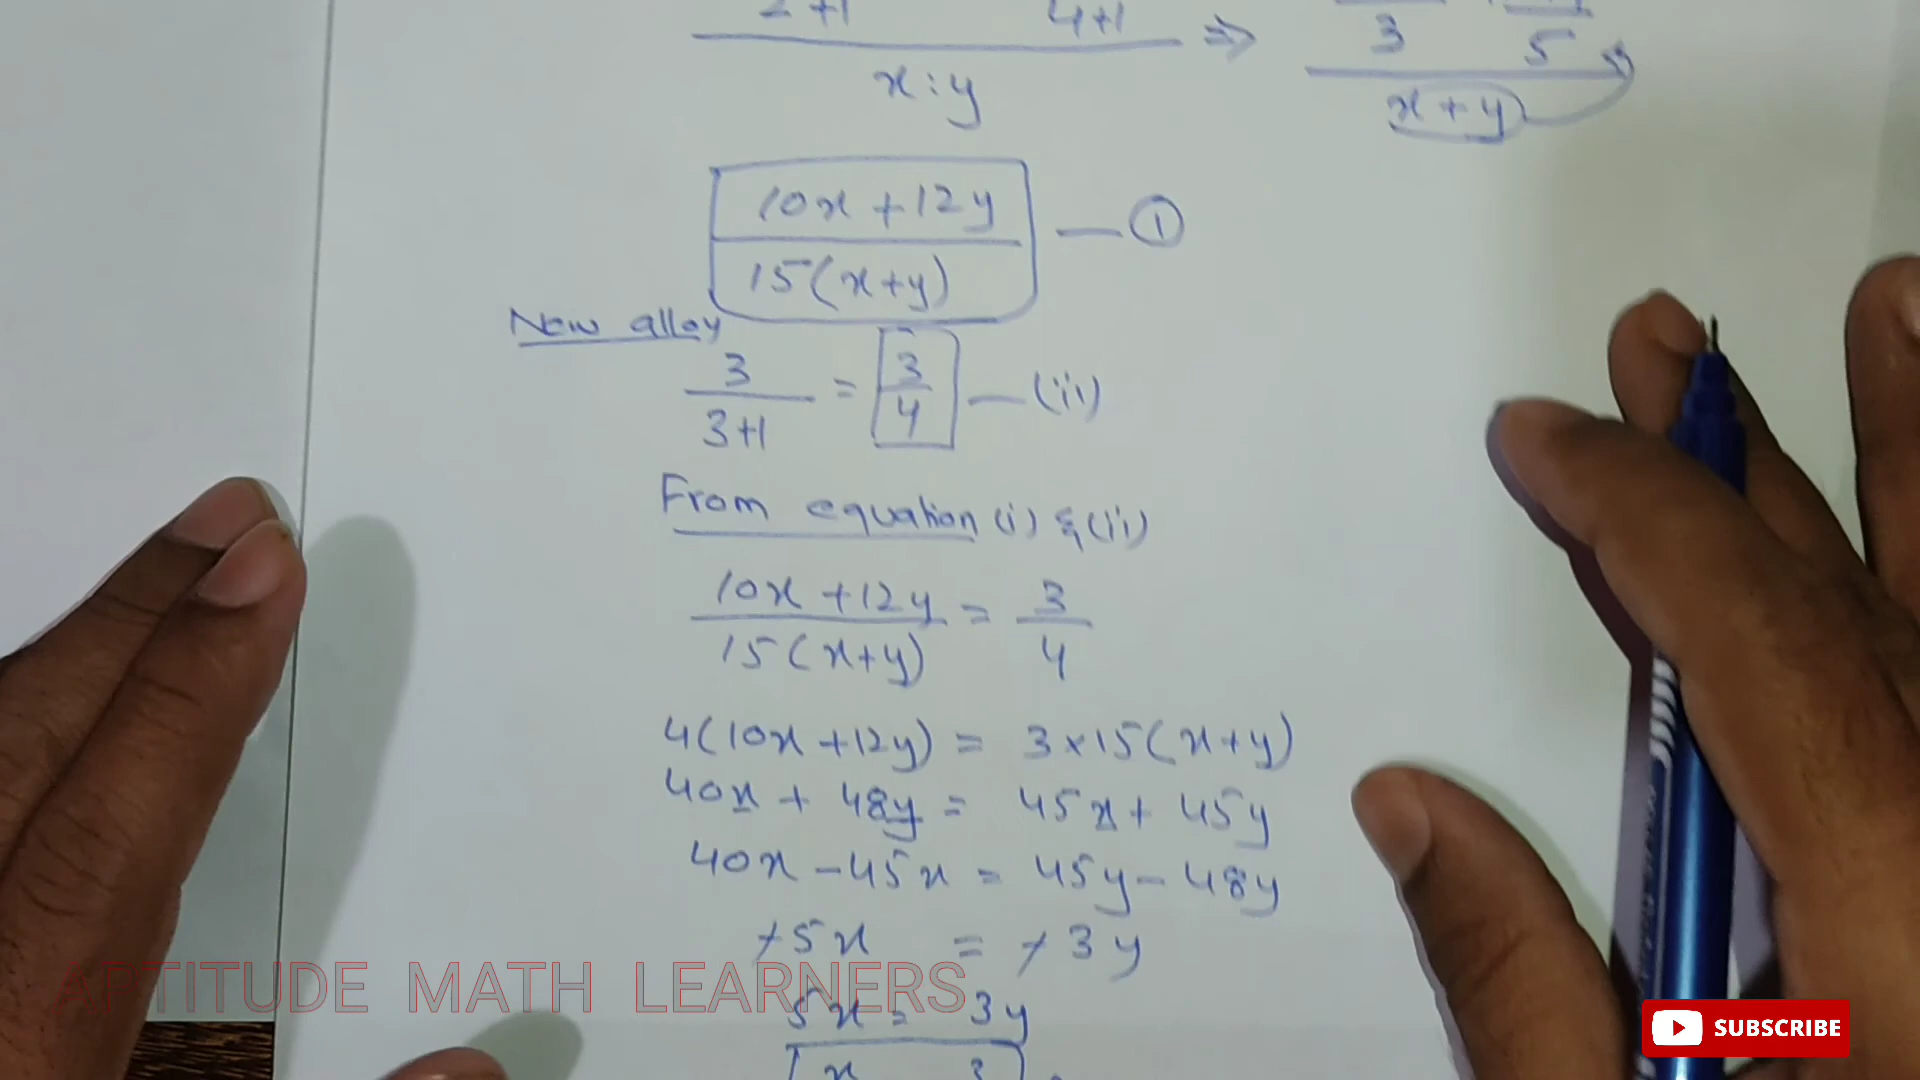 2+1 4+1 ⇒ 3 5
x:y x+y
10x+12y — ①
15(x+y)
New alloy
3 = 3 — (ii)
3+1 4
From equation (i) & (ii)
10x+12y = 3
15(x+y) 4
4(10x+12y) = 3×15(x+y)
40x + 48y = 45x + 45y
40x - 45x = 45y - 48y
-5x = -3y
5x = 3y
x 3
APTITUDE MATH LEARNERS
SUBSCRIBE